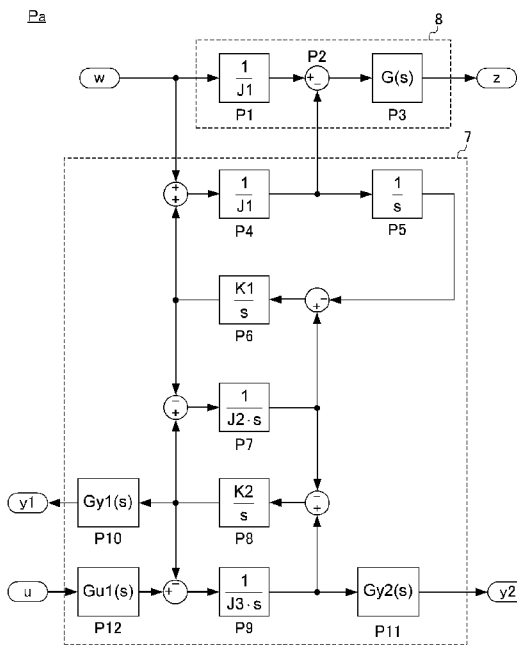 Pa
8
w
1
J1
P1
+
−
P2
G(s)
P3
z
7
+
+
1
J1
P4
1
s
P5
K1
s
P6
−
+
−
+
1
J2·s
P7
y1
Gy1(s)
P10
K2
s
P8
−
+
u
Gu1(s)
P12
+
−
1
J3·s
P9
Gy2(s)
P11
y2